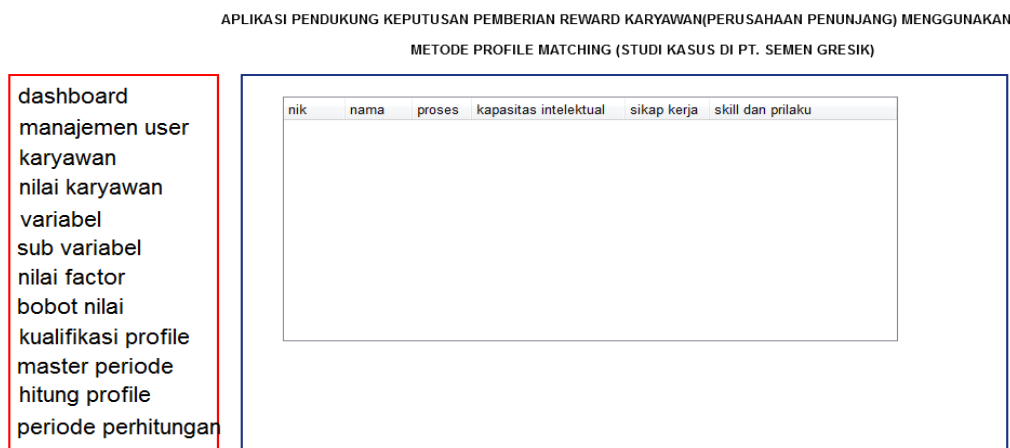 APLIKASI PENDUKUNG KEPUTUSAN PEMBERIAN REWARD KARYAWAN(PERUSAHAAN PENUNJANG) MENGGUNAKAN
METODE PROFILE MATCHING (STUDI KASUS DI PT. SEMEN GRESIK)
dashboard
manajemen user
karyawan
nilai karyawan
variabel
sub variabel
nilai factor
bobot nilai
kualifikasi profile
master periode
hitung profile
periode perhitungan
nik nama proses kapasitas intelektual sikap kerja skill dan prilaku